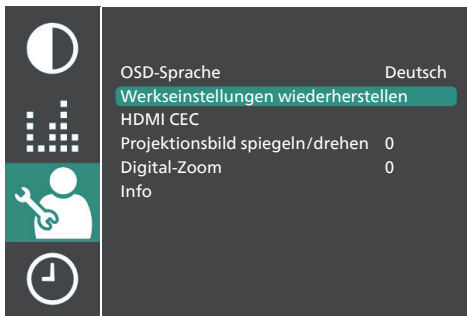 OSD-Sprache Deutsch
Werkseinstellungen wiederherstellen
HDMI CEC
Projektionsbild spiegeln/drehen 0
Digital-Zoom 0
Info